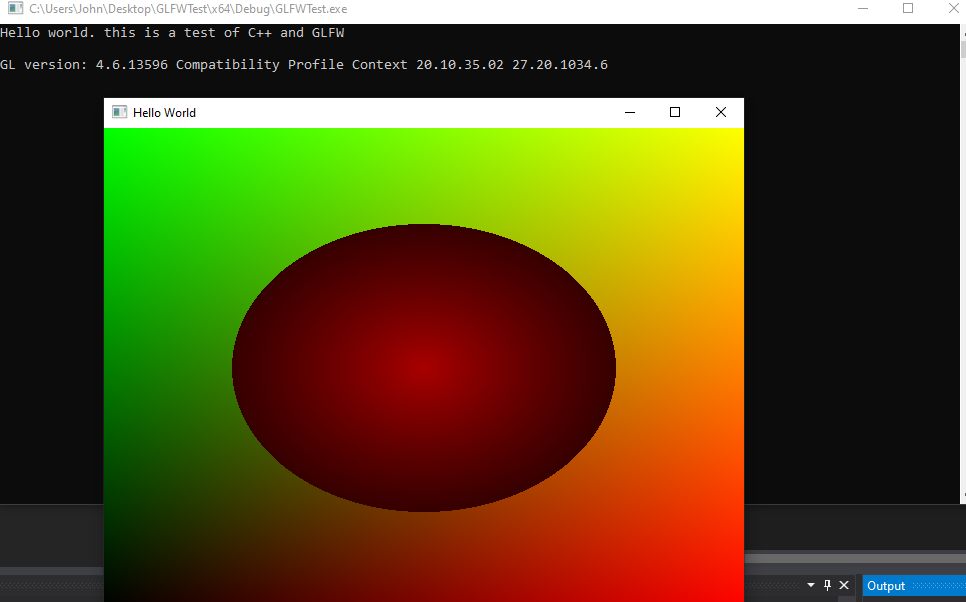 C:\Users\John\Desktop\GLFWTest\x64\Debug\GLFWTest.exe
Hello world. this is a test of C++ and GLFW
GL version: 4.6.13596 Compatibility Profile Context 20.10.35.02 27.20.1034.6
Hello World
Output